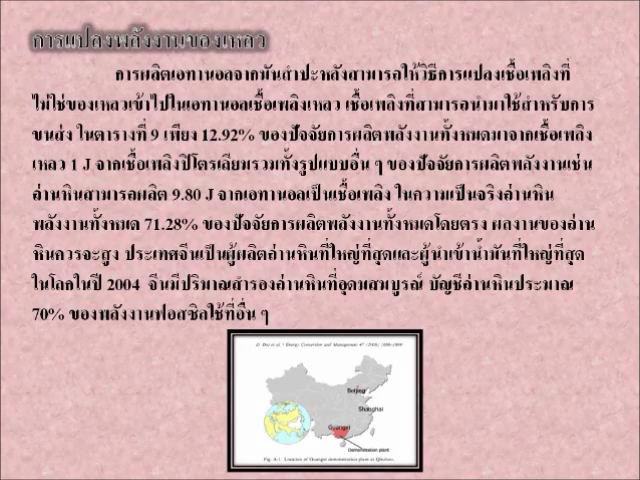 การแปลงพลังงานของเหลว
การผลิตเอทานอลจากมันสำปะหลังสามารถให้วิธีการแปลงเชื้อเพลิงที่
ไม่ใช่ของเหลวเข้าไปในเอทานอลเชื้อเพลิงเหลว เชื้อเพลิงที่สามารถนำมาใช้สำหรับการ
ขนส่ง ในตารางที่ 9 เพียง 12.92% ของปัจจัยการผลิตพลังงานทั้งหมดมาจากเชื้อเพลิง
เหลว 1 J จากเชื้อเพลิงปิโตรเลียมรวมทั้งรูปแบบอื่น ๆ ของปัจจัยการผลิตพลังงานเช่น
ถ่านหินสามารถผลิต 9.80 J จากเอทานอลเป็นเชื้อเพลิง ในความเป็นจริงถ่านหิน
พลังงานทั้งหมด 71.28% ของปัจจัยการผลิตพลังงานทั้งหมดโดยตรง ผลงานของถ่าน
หินควรจะสูง ประเทศจีนเป็นผู้ผลิตถ่านหินที่ใหญ่ที่สุดและผู้นำเข้าน้ำมันที่ใหญ่ที่สุด
ในโลกในปี 2004 จีนมีปริมาณสำรองถ่านหินที่อุดมสมบูรณ์ บัญชีถ่านหินประมาณ
70% ของพลังงานฟอสซิลใช้ที่อื่น ๆ
Energy Conversion and Management 47
Beijing
Shanghai
Guangxi
Demonstration plant
Fig. A-1. Location of Guangxi demonstration plant at Qinzhou.